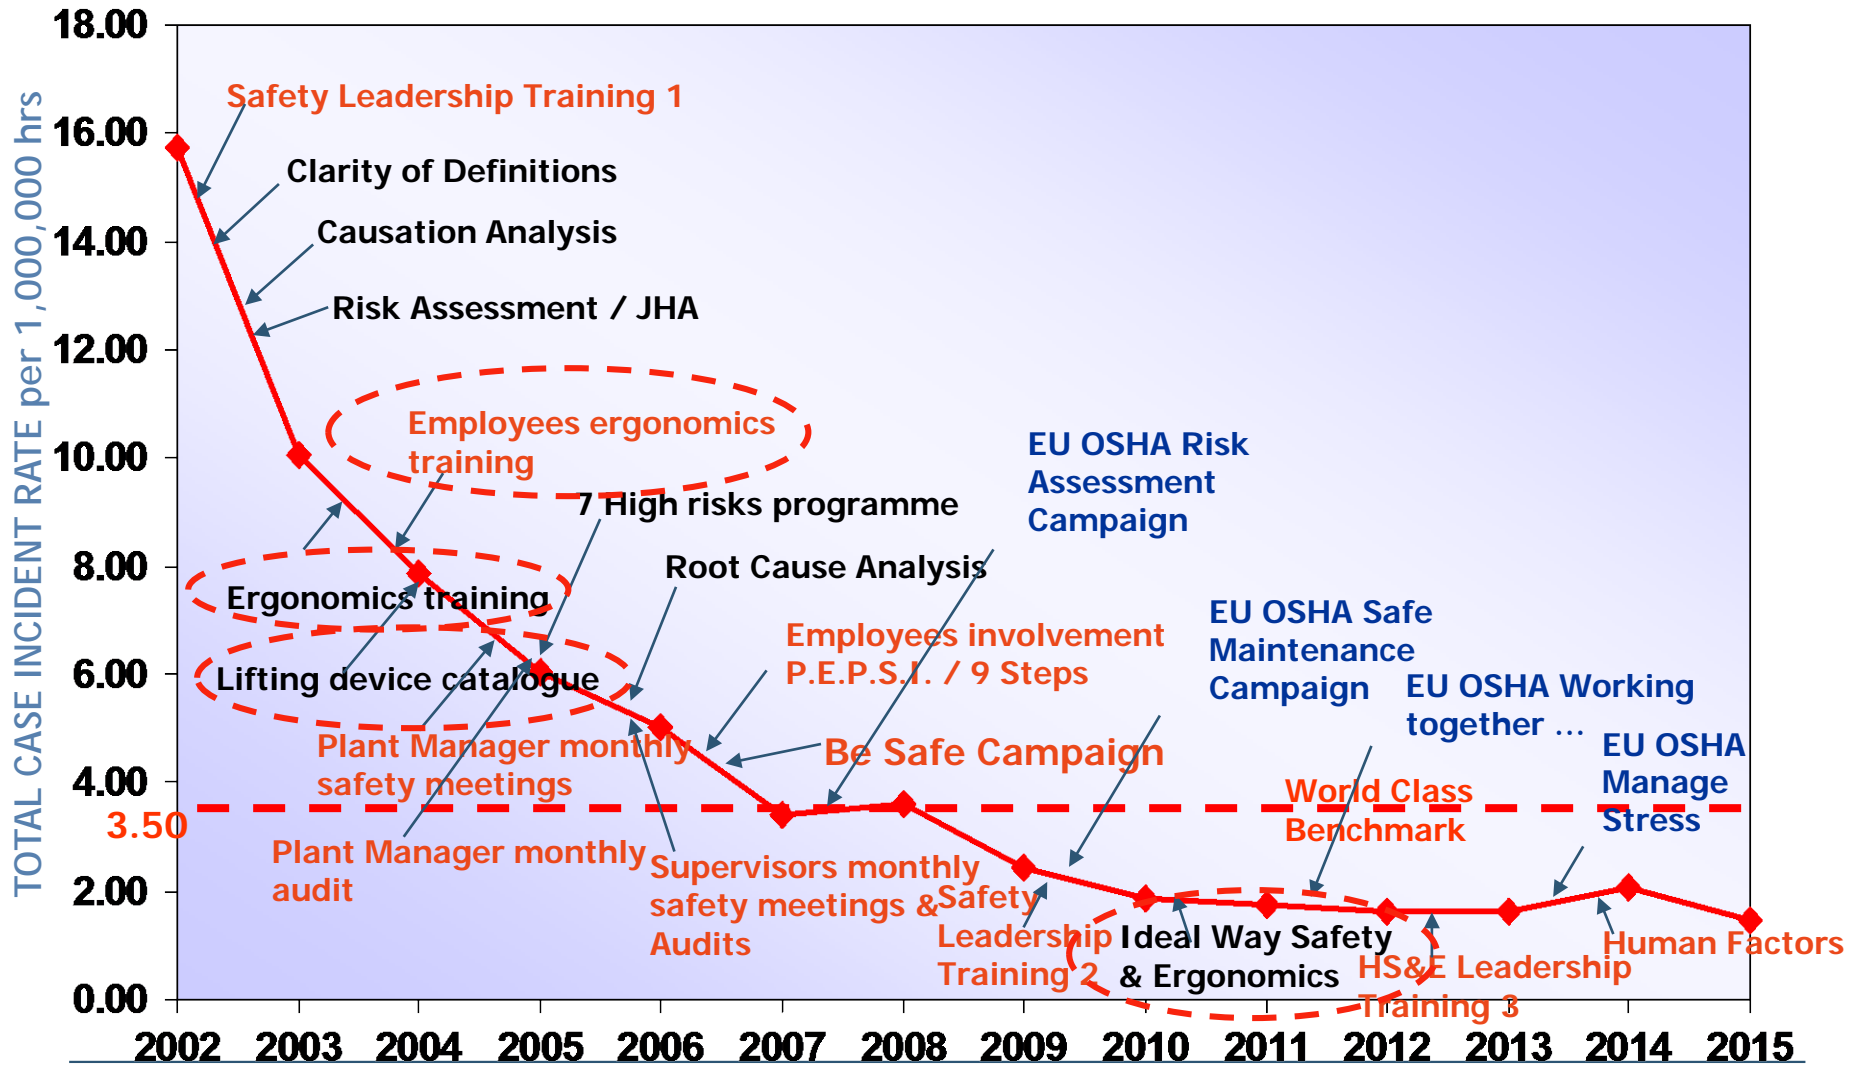 18.00
16.00
14.00
12.00
10.00
8.00
6.00
4.00
3.50
2.00
0.00
TOTAL CASE INCIDENT RATE per 1,000,000 hrs
Safety Leadership Training 1
Clarity of Definitions
Causation Analysis
Risk Assessment / JHA
Employees ergonomics
training
7 High risks programme
Root Cause Analysis
EU OSHA Risk
Assessment
Campaign
Ergonomics training
Lifting device catalogue
Employees involvement
P.E.P.S.I. / 9 Steps
EU OSHA Safe
Maintenance
Campaign
EU OSHA Working
together ...
Plant Manager monthly
safety meetings
Be Safe Campaign
EU OSHA
Manage
Stress
World Class
Benchmark
Plant Manager monthly
audit
Supervisors monthly
safety meetings &
Audits
Safety
Leadership
Training 2
Ideal Way Safety
& Ergonomics
HS&E Leadership
Training 3
Human Factors
2002 2003 2004 2005 2006 2007 2008 2009 2010 2011 2012 2013 2014 2015